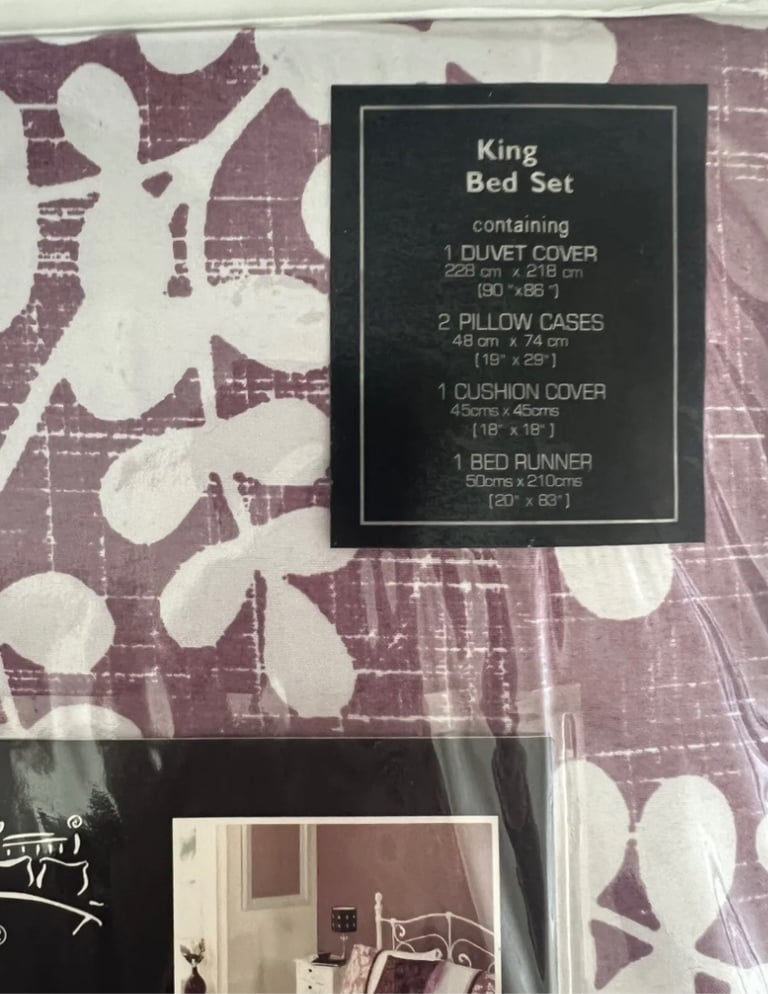 King
Bed Set
containing
1 DUVET COVER
228 cm x 218 cm
(90 "x86 ")
2 PILLOW CASES
48 cm x 74 cm
(19" x 29")
1 CUSHION COVER
45cms x 45cms
(18" x 18")
1 BED RUNNER
50cms x 210cms
(20" x 83")
®